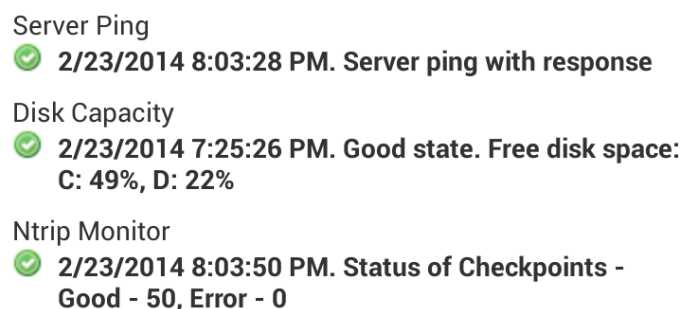 Server Ping
2/23/2014 8:03:28 PM. Server ping with response
Disk Capacity
2/23/2014 7:25:26 PM. Good state. Free disk space:
C: 49%, D: 22%
Ntrip Monitor
2/23/2014 8:03:50 PM. Status of Checkpoints -
Good - 50, Error - 0